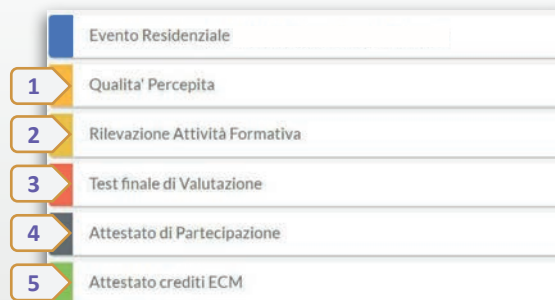 Evento Residenziale
1 Qualita' Percepita
2 Rilevazione Attività Formativa
3 Test finale di Valutazione
4 Attestato di Partecipazione
5 Attestato crediti ECM